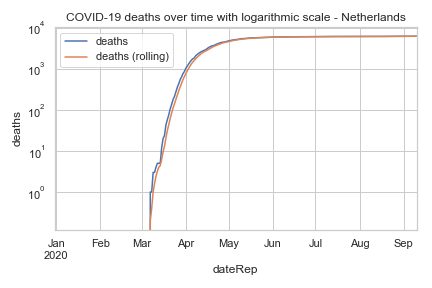 COVID-19 deaths over time with logarithmic scale - Netherlands
deaths
deaths (rolling)
10⁴
10³
10²
10¹
10⁰
deaths
Jan Feb Mar Apr May Jun Jul Aug Sep
2020
dateRep